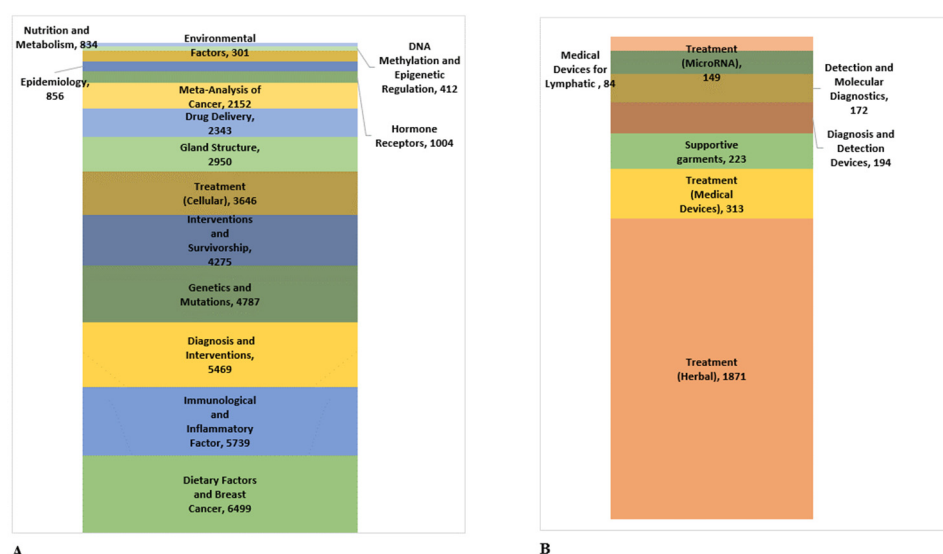 Nutrition and
Metabolism, 834
Environmental
Factors, 301
DNA
Methylation and
Epigenetic
Regulation, 412
Epidemiology,
856
Meta-Analysis of
Cancer, 2152
Drug Delivery,
2343
Hormone
Receptors, 1004
Gland Structure,
2950
Treatment
(Cellular), 3646
Interventions
and
Survivorship,
4275
Genetics and
Mutations, 4787
Diagnosis and
Interventions,
5469
Immunological
and
Inflammatory
Factor, 5739
Dietary Factors
and Breast
Cancer, 6499
A
Medical
Devices for
Lymphatic , 84
Treatment
(MicroRNA),
149
Detection and
Molecular
Diagnostics,
172
Diagnosis and
Detection
Devices, 194
Supportive
garments, 223
Treatment
(Medical
Devices), 313
Treatment
(Herbal), 1871
B